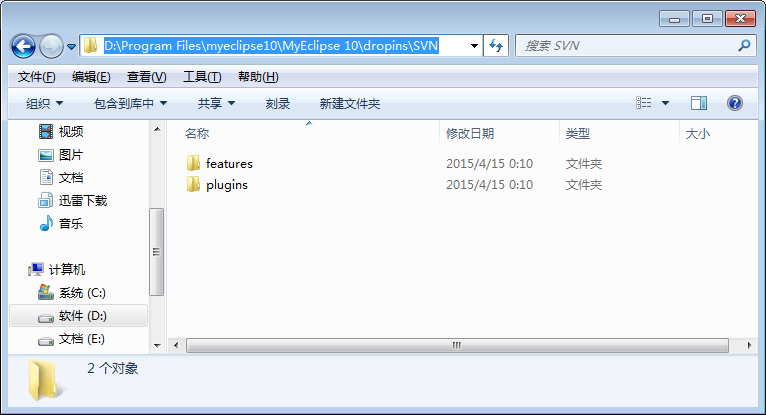 D:\Program Files\myeclipse10\MyEclipse 10\dropins\SVN
搜索 SVN
文件(F) 编辑(E) 查看(V) 工具(T) 帮助(H)
组织 包含到库中 共享 刻录 新建文件夹
名称 修改日期 类型 大小
视频
图片
文档
迅雷下载
音乐
计算机
系统 (C:)
软件 (D:)
文档 (E:)
features 2015/4/15 0:10 文件夹
plugins 2015/4/15 0:10 文件夹
2 个对象